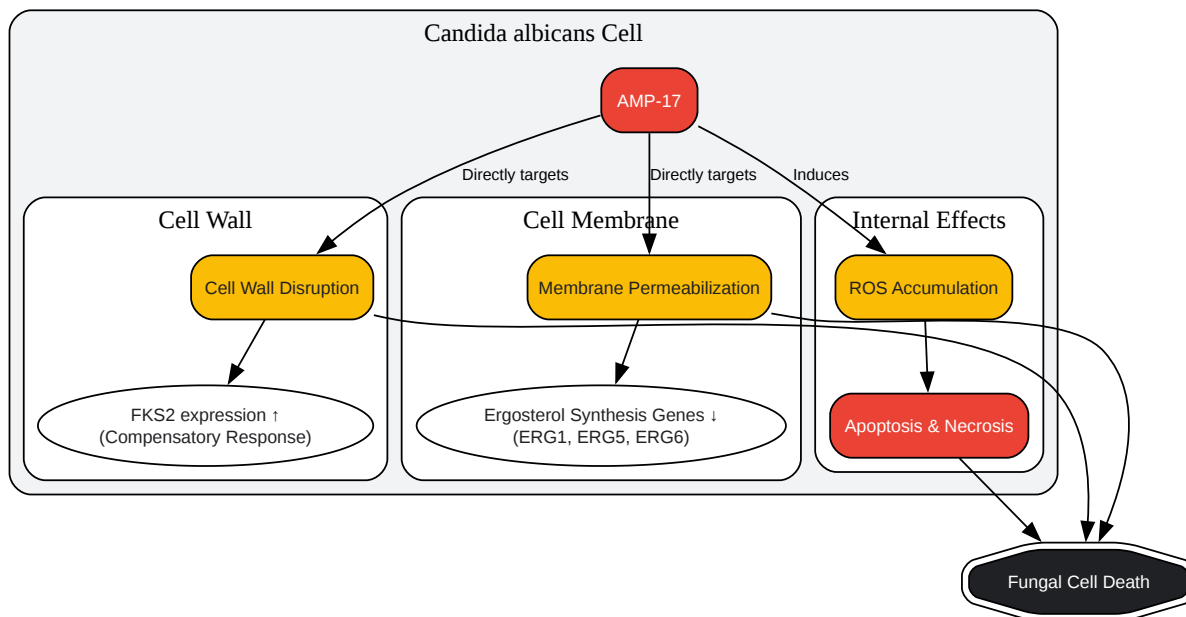 Candida albicans Cell
AMP-17
Directly targets
Directly targets
Induces
Cell Wall
Cell Membrane
Internal Effects
Cell Wall Disruption
Membrane Permeabilization
ROS Accumulation
FKS2 expression ↑
(Compensatory Response)
Ergosterol Synthesis Genes ↓
(ERG1, ERG5, ERG6)
Apoptosis & Necrosis
Fungal Cell Death